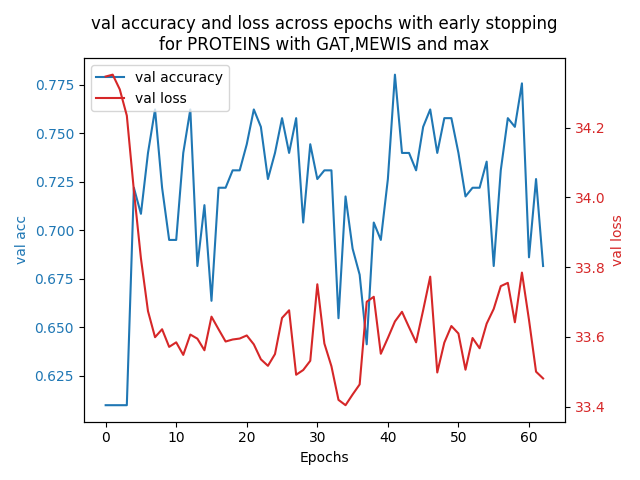 val accuracy and loss across epochs with early stopping
for PROTEINS with GAT,MEWIS and max
val accuracy
val loss
0.775
0.750
0.725
0.700
0.675
0.650
0.625
val acc
34.2
34.0
33.8
33.6
33.4
val loss
0 10 20 30 40 50 60
Epochs